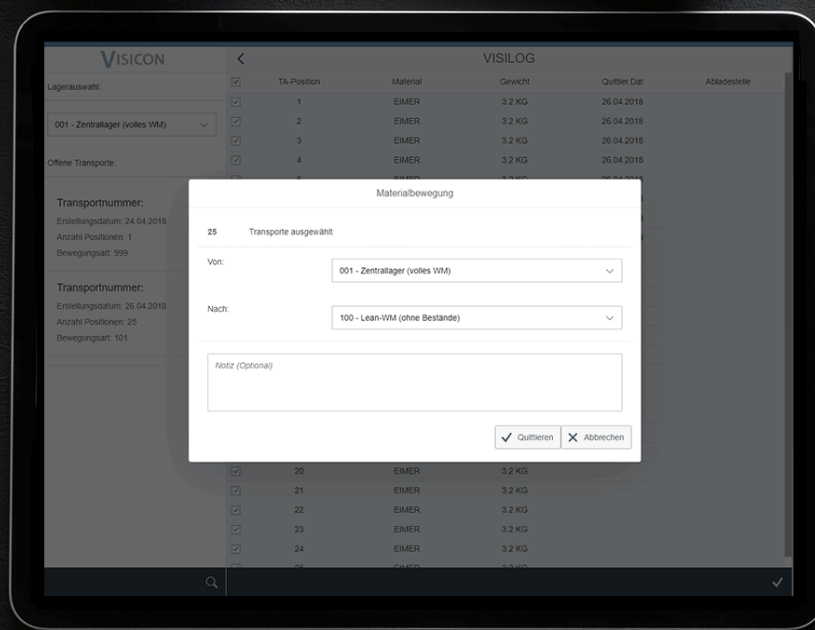 VISICON
VISILOG
Lagerauswahl:
001 - Zentrallager (volles WM)
Offene Transporte:
Transportnummer:
Erstellungsdatum: 24.04.2018
Anzahl Positionen: 1
Bewegungsart: 999
Transportnummer:
Erstellungsdatum: 26.04.2018
Anzahl Positionen: 25
Bewegungsart: 101
TA-Position Material Gewicht Quittier.Dat Abladestelle
1 EIMER 3.2 KG 26.04.2018
2 EIMER 3.2 KG 26.04.2018
3 EIMER 3.2 KG 26.04.2018
4 EIMER 3.2 KG 26.04.2018
Materialbewegung
25 Transporte ausgewählt
Von:
001 - Zentrallager (volles WM)
Nach:
100 - Lean-WM (ohne Bestände)
Notiz (Optional)
Quittieren Abbrechen
20 EIMER 3.2 KG
21 EIMER 3.2 KG
22 EIMER 3.2 KG
23 EIMER 3.2 KG
24 EIMER 3.2 KG